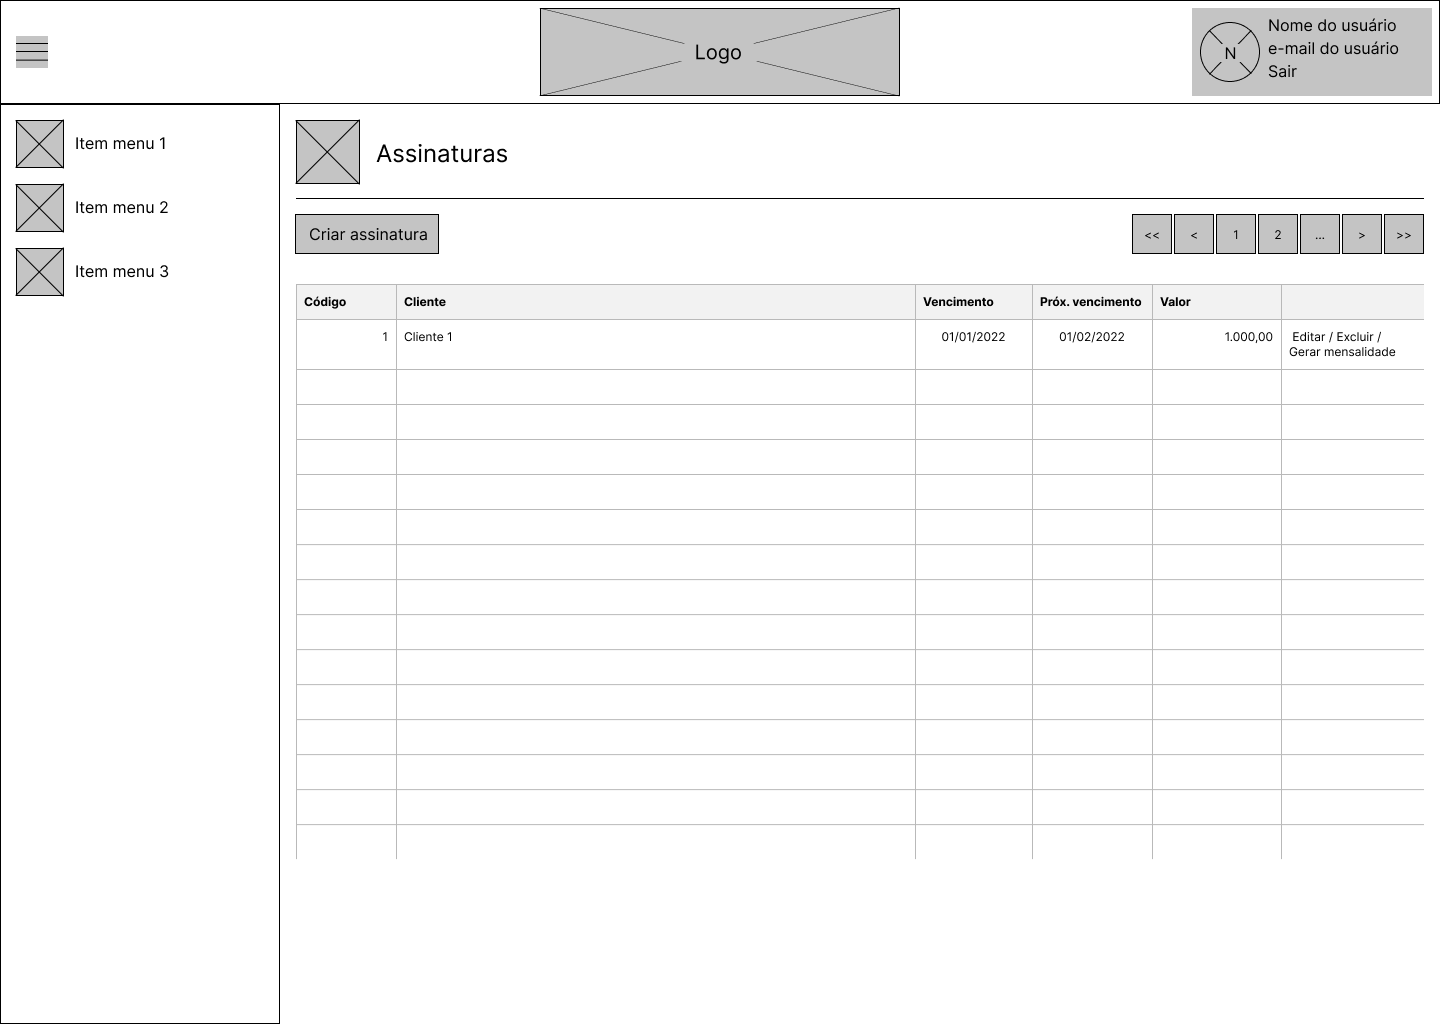 Logo
Nome do usuário
e-mail do usuário
Sair
N
Item menu 1
Item menu 2
Item menu 3
Assinaturas
Criar assinatura
<< < 1 2 ... > >>
Código Cliente Vencimento Próx. vencimento Valor
1 Cliente 1 01/01/2022 01/02/2022 1.000,00 Editar / Excluir /
Gerar mensalidade